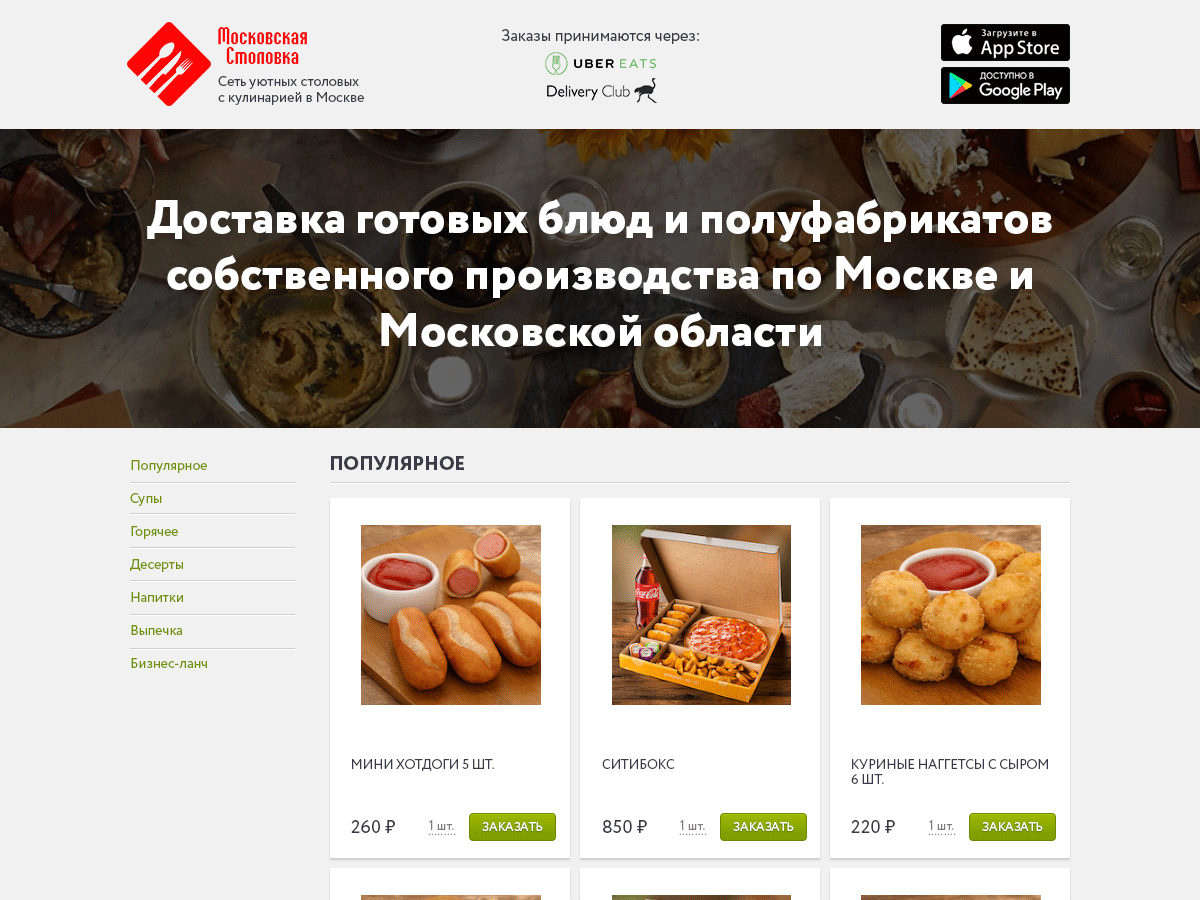 Московская
Столовка
Сеть уютных столовых
с кулинарией в Москве
Заказы принимаются через:
UBER EATS
Delivery Club
Загрузите в
App Store
ДОСТУПНО В
Google Play
Доставка готовых блюд и полуфабрикатов
собственного производства по Москве и
Московской области
Популярное
Супы
Горячее
Десерты
Напитки
Выпечка
Бизнес-ланч
ПОПУЛЯРНОЕ
Coca-Cola
МИНИ ХОТДОГИ 5 ШТ.
260 ₽ 1 шт. ЗАКАЗАТЬ
СИТИБОКС
850 ₽ 1 шт. ЗАКАЗАТЬ
КУРИНЫЕ НАГГЕТСЫ С СЫРОМ
6 ШТ.
220 ₽ 1 шт. ЗАКАЗАТЬ